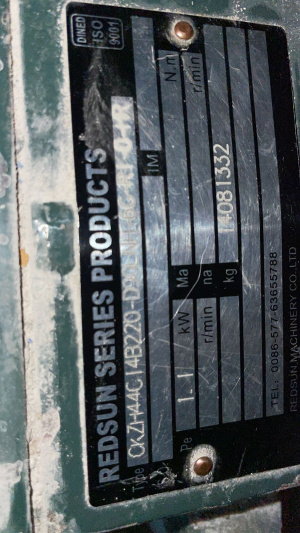 DINED
ISO
9001
REDSUN SERIES PRODUCTS
Type
IM
Pe 1.1 kW Ma N.m
r/min na r/min
kg 14081332
TEL: 0086-577-63655788
REDSUN MACHINERY CO. LTD